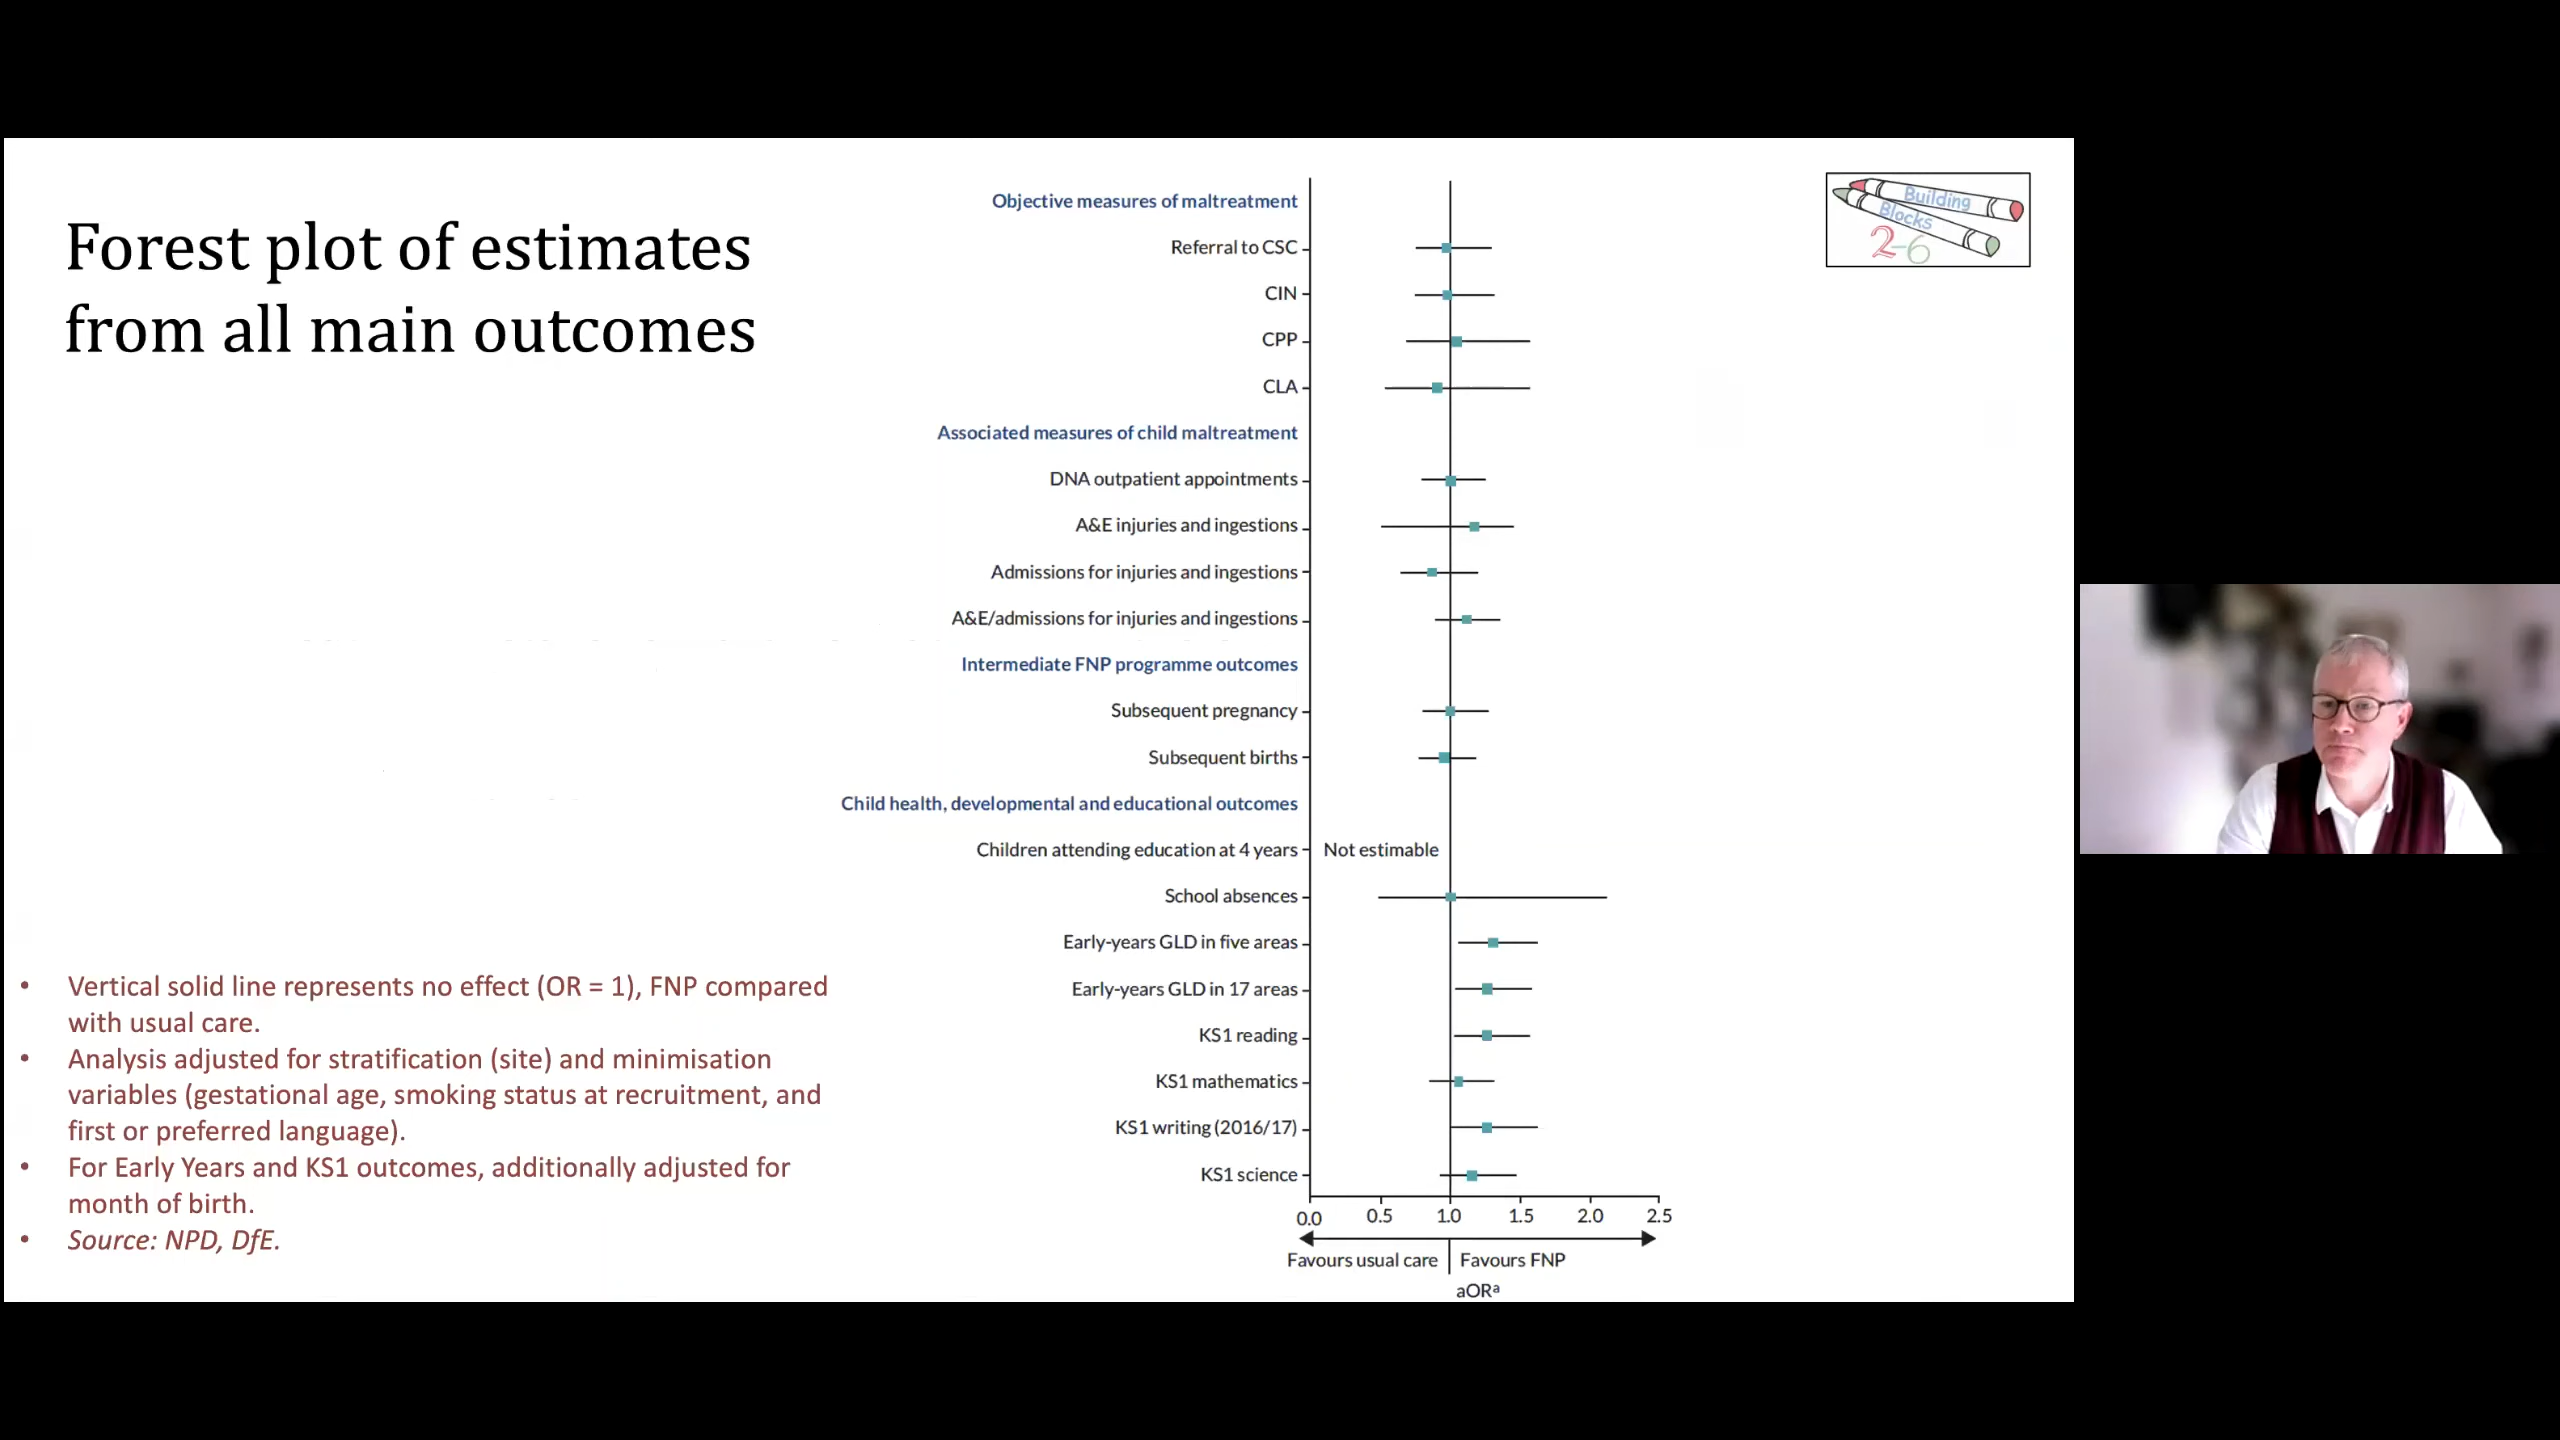 Forest plot of estimates
from all main outcomes
Building
Blocks
2-6
Objective measures of maltreatment
Referral to CSC
CIN
CPP
CLA
Associated measures of child maltreatment
DNA outpatient appointments
A&E injuries and ingestions
Admissions for injuries and ingestions
A&E/admissions for injuries and ingestions
Intermediate FNP programme outcomes
Subsequent pregnancy
Subsequent births
Child health, developmental and educational outcomes
Children attending education at 4 years Not estimable
School absences
Early-years GLD in five areas
Early-years GLD in 17 areas
KS1 reading
KS1 mathematics
KS1 writing (2016/17)
KS1 science
0.0 0.5 1.0 1.5 2.0 2.5
Favours usual care Favours FNP
aORᵃ
• Vertical solid line represents no effect (OR = 1), FNP compared
with usual care.
• Analysis adjusted for stratification (site) and minimisation
variables (gestational age, smoking status at recruitment, and
first or preferred language).
• For Early Years and KS1 outcomes, additionally adjusted for
month of birth.
• Source: NPD, DfE.